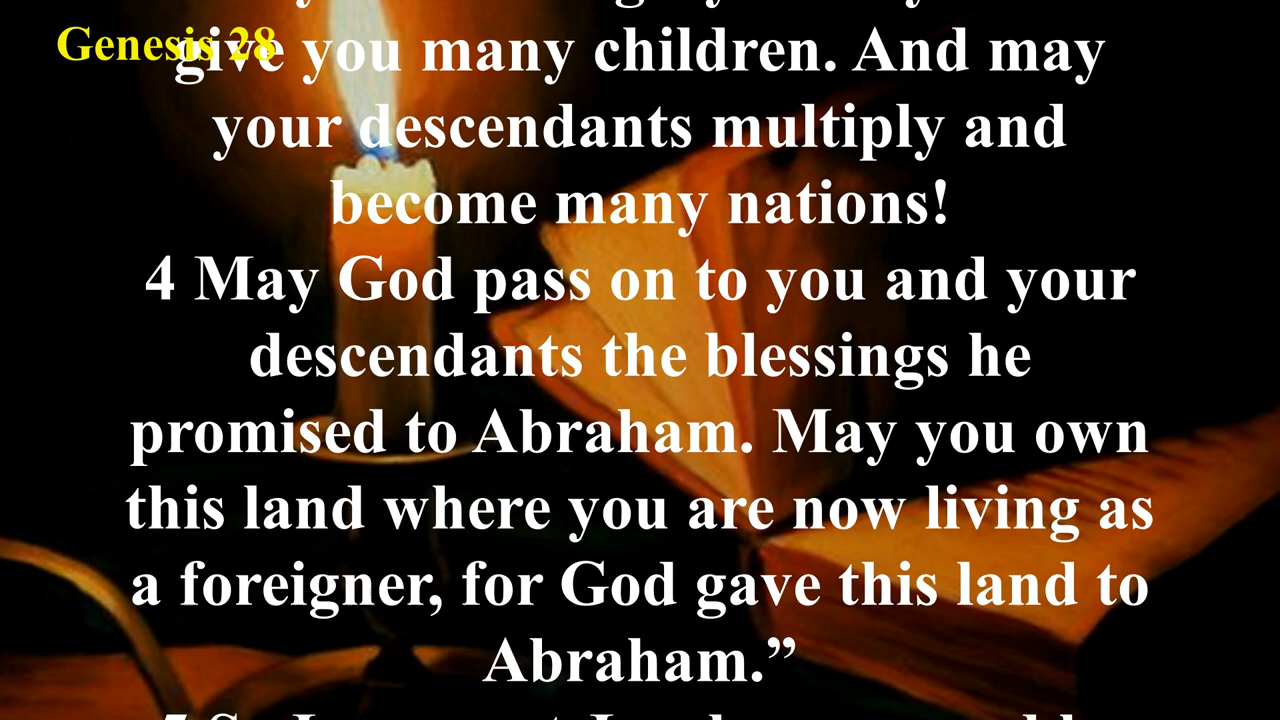 Genesis 28
give you many children. And may
your descendants multiply and
become many nations!
4 May God pass on to you and your
descendants the blessings he
promised to Abraham. May you own
this land where you are now living as
a foreigner, for God gave this land to
Abraham.”